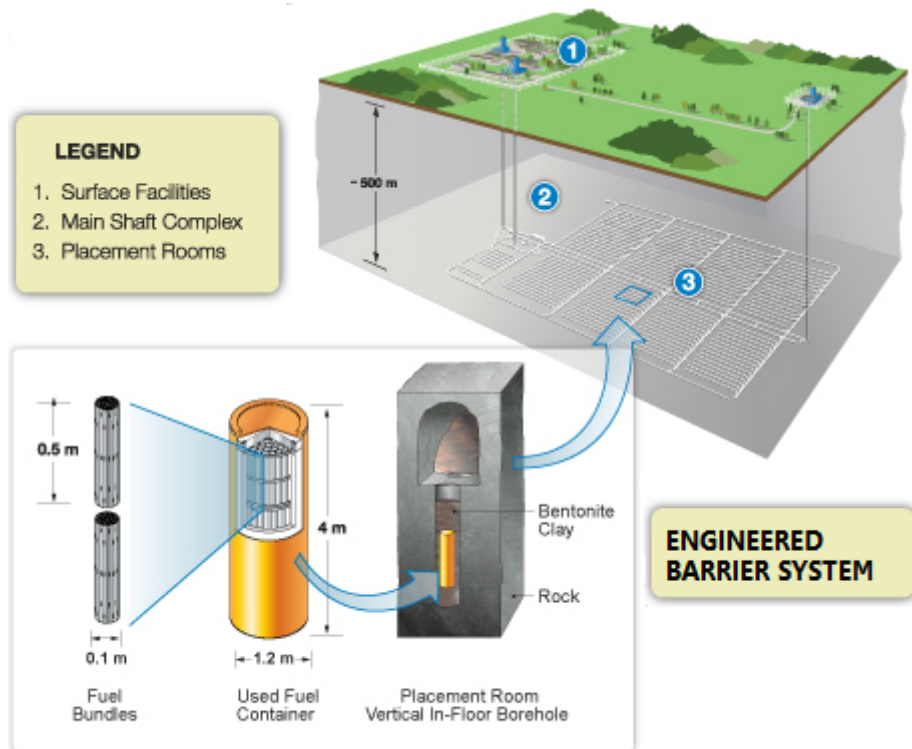 LEGEND
1. Surface Facilities
2. Main Shaft Complex
3. Placement Rooms
1
~ 500 m
2
3
0.5 m
4 m
0.1 m
1.2 m
Bentonite
Clay
Rock
Fuel
Bundles
Used Fuel
Container
Placement Room
Vertical In-Floor Borehole
ENGINEERED
BARRIER SYSTEM